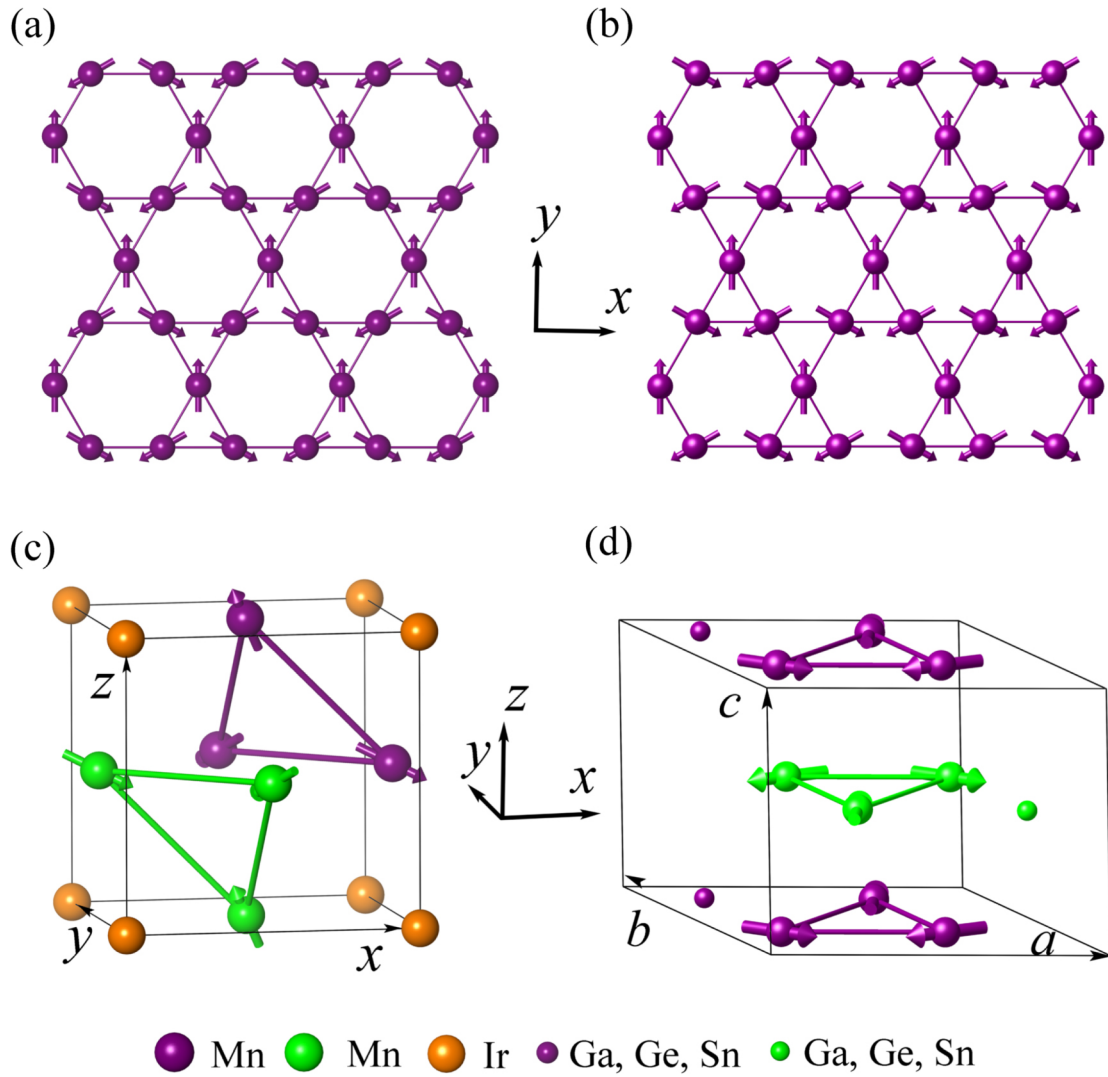 (a)
(b)
y
x
(c)
(d)
z
y
x
z
y
x
c
b
a
Mn Mn Ir Ga, Ge, Sn Ga, Ge, Sn